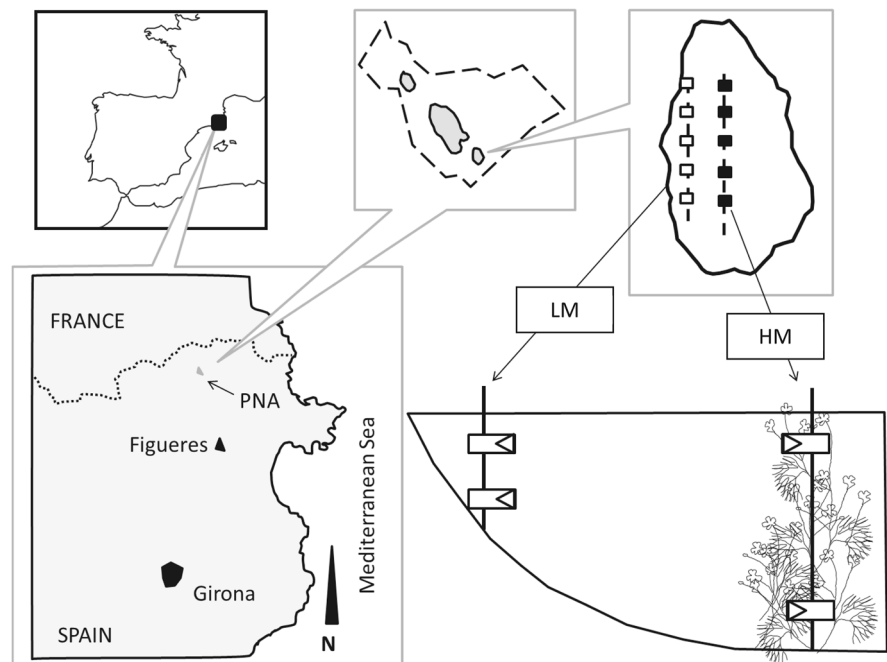 FRANCE
PNA
Figueres
Girona
SPAIN
N
Mediterranean Sea
LM
HM